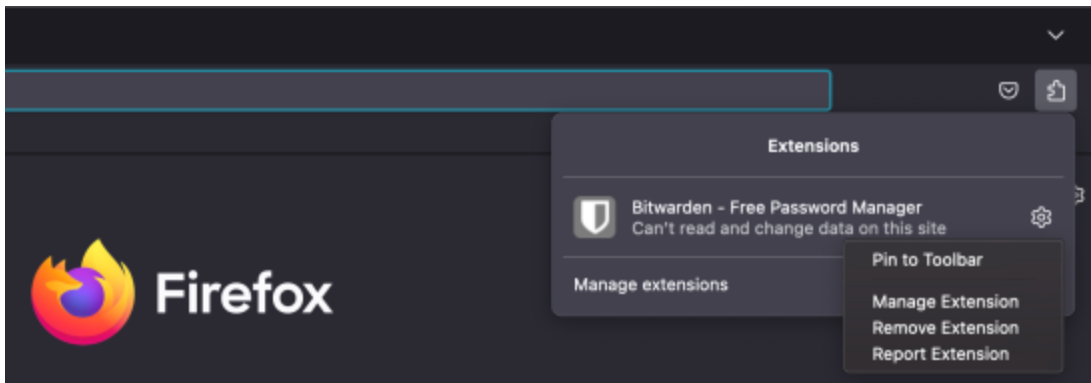 Extensions
Bitwarden - Free Password Manager
Can't read and change data on this site
Pin to Toolbar
Manage extensions
Manage Extension
Remove Extension
Report Extension
Firefox